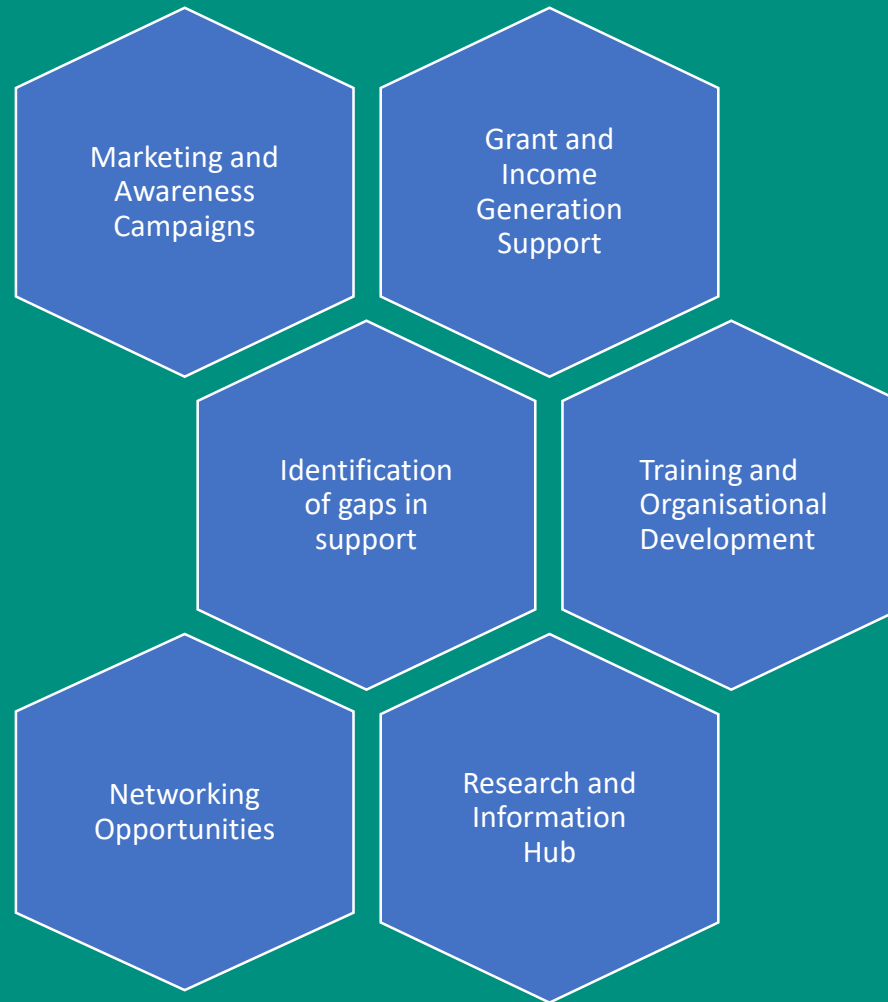 Marketing and
Awareness
Campaigns
Grant and
Income
Generation
Support
Identification
of gaps in
support
Training and
Organisational
Development
Networking
Opportunities
Research and
Information
Hub